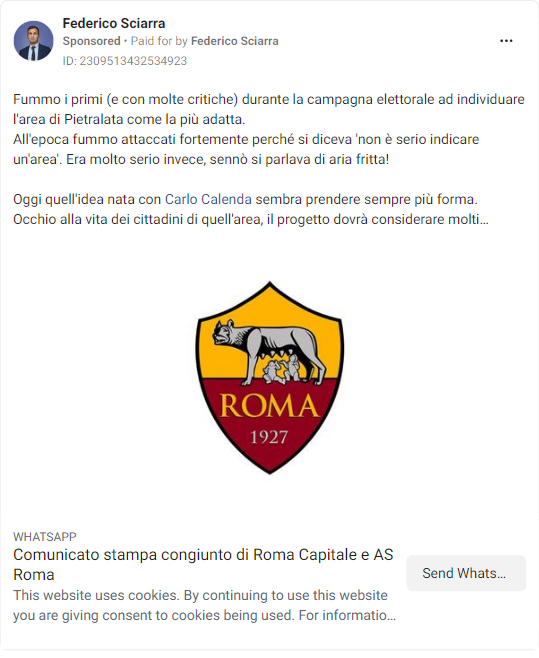 Federico Sciarra
Sponsored • Paid for by Federico Sciarra
ID: 2309513432534923
Fummo i primi (e con molte critiche) durante la campagna elettorale ad individuare
l'area di Pietralata come la più adatta.
All'epoca fummo attaccati fortemente perché si diceva 'non è serio indicare
un'area'. Era molto serio invece, sennò si parlava di aria fritta!
Oggi quell'idea nata con Carlo Calenda sembra prendere sempre più forma.
Occhio alla vita dei cittadini di quell'area, il progetto dovrà considerare molti...
ROMA
1927
WHATSAPP
Comunicato stampa congiunto di Roma Capitale e AS
Roma
This website uses cookies. By continuing to use this website
you are giving consent to cookies being used. For informatio...
Send Whats...